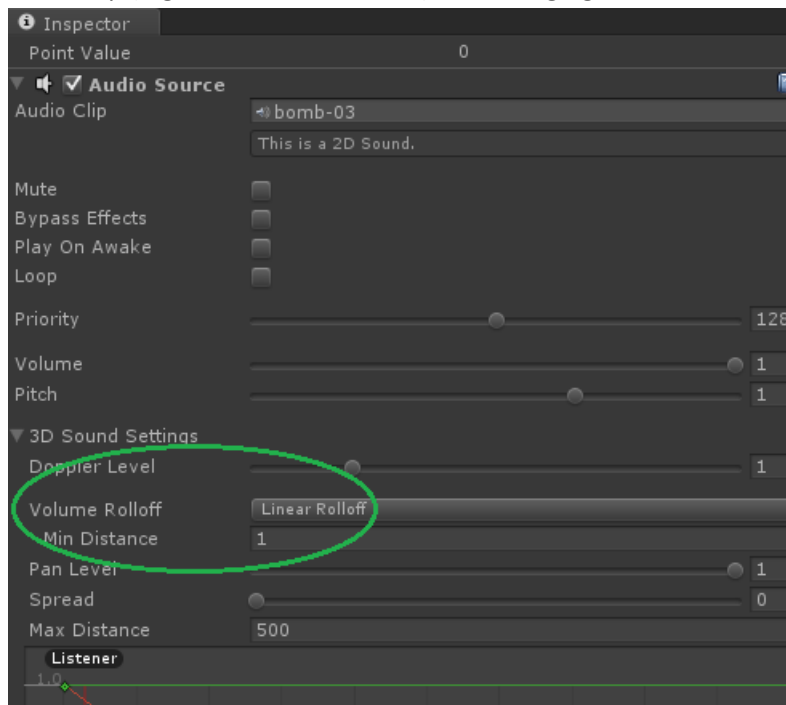 Inspector
Point Value 0
Audio Source
Audio Clip bomb-03
This is a 2D Sound.
Mute
Bypass Effects
Play On Awake
Loop
Priority 128
Volume 1
Pitch 1
3D Sound Settings
Doppler Level 1
Volume Rolloff Linear Rolloff
Min Distance 1
Pan Level 1
Spread 0
Max Distance 500
Listener
1.0